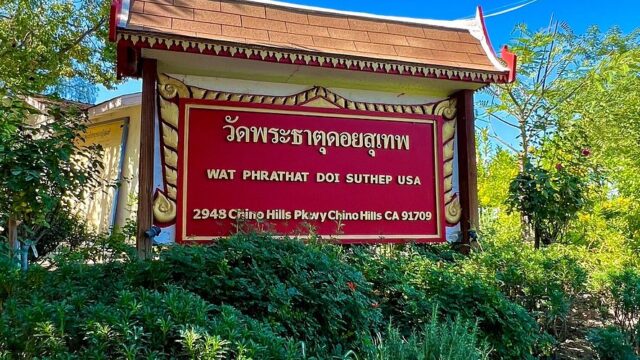 วัดพระธาตุดอยสุเทพ
WAT PHRATHAT DOI SUTHEP USA
2948 Chino Hills Pkwy Chino Hills CA 91709